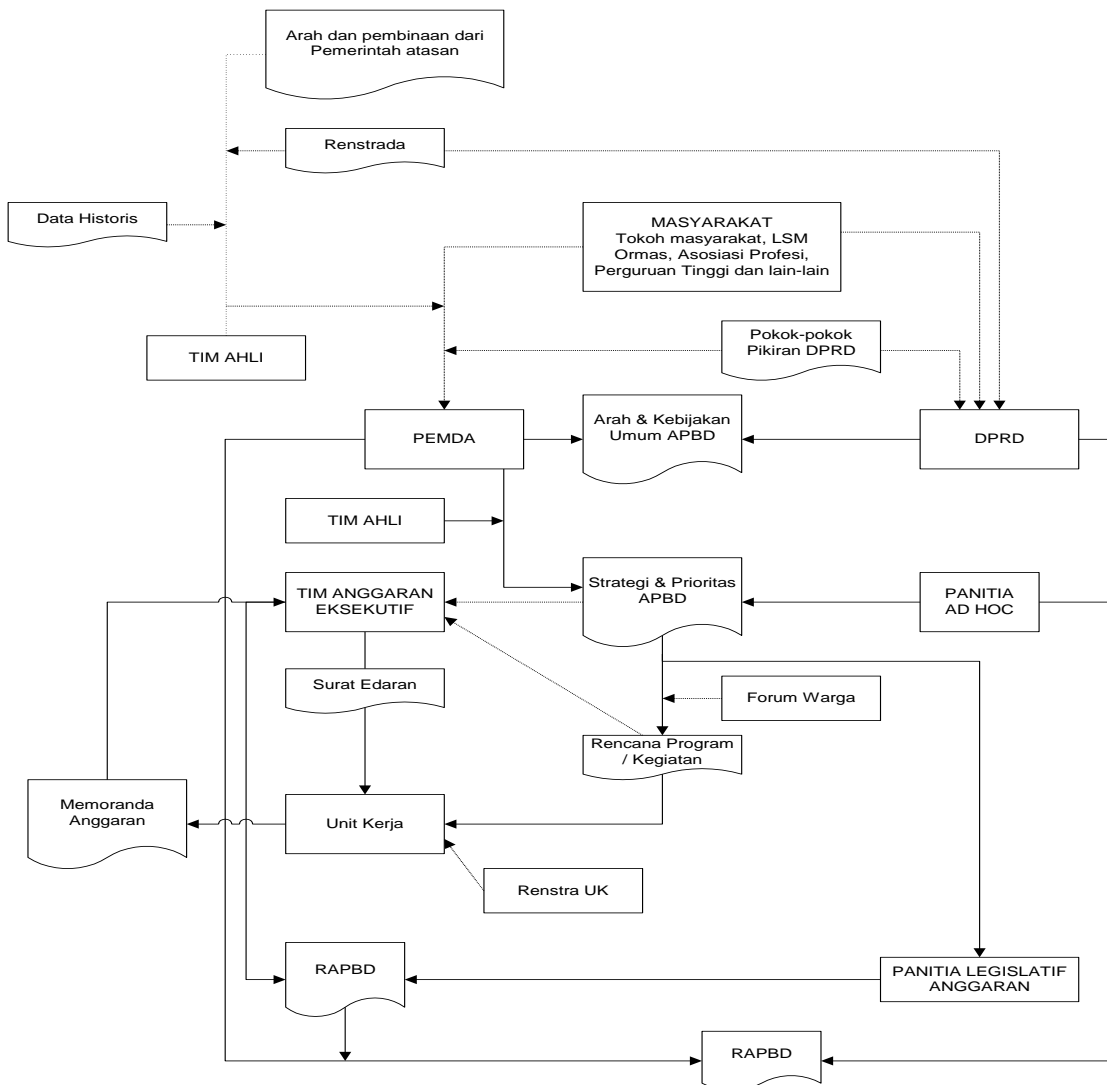 Arah dan pembinaan dari
Pemerintah atasan
Renstrada
Data Historis
MASYARAKAT
Tokoh masyarakat, LSM
Ormas, Asosiasi Profesi,
Perguruan Tinggi dan lain-lain
TIM AHLI
Pokok-pokok
Pikiran DPRD
PEMDA
Arah & Kebijakan
Umum APBD
DPRD
TIM AHLI
TIM ANGGARAN
EKSEKUTIF
Strategi & Prioritas
APBD
PANITIA
AD HOC
Surat Edaran
Forum Warga
Rencana Program
/ Kegiatan
Memoranda
Anggaran
Unit Kerja
Renstra UK
RAPBD
PANITIA LEGISLATIF
ANGGARAN
RAPBD